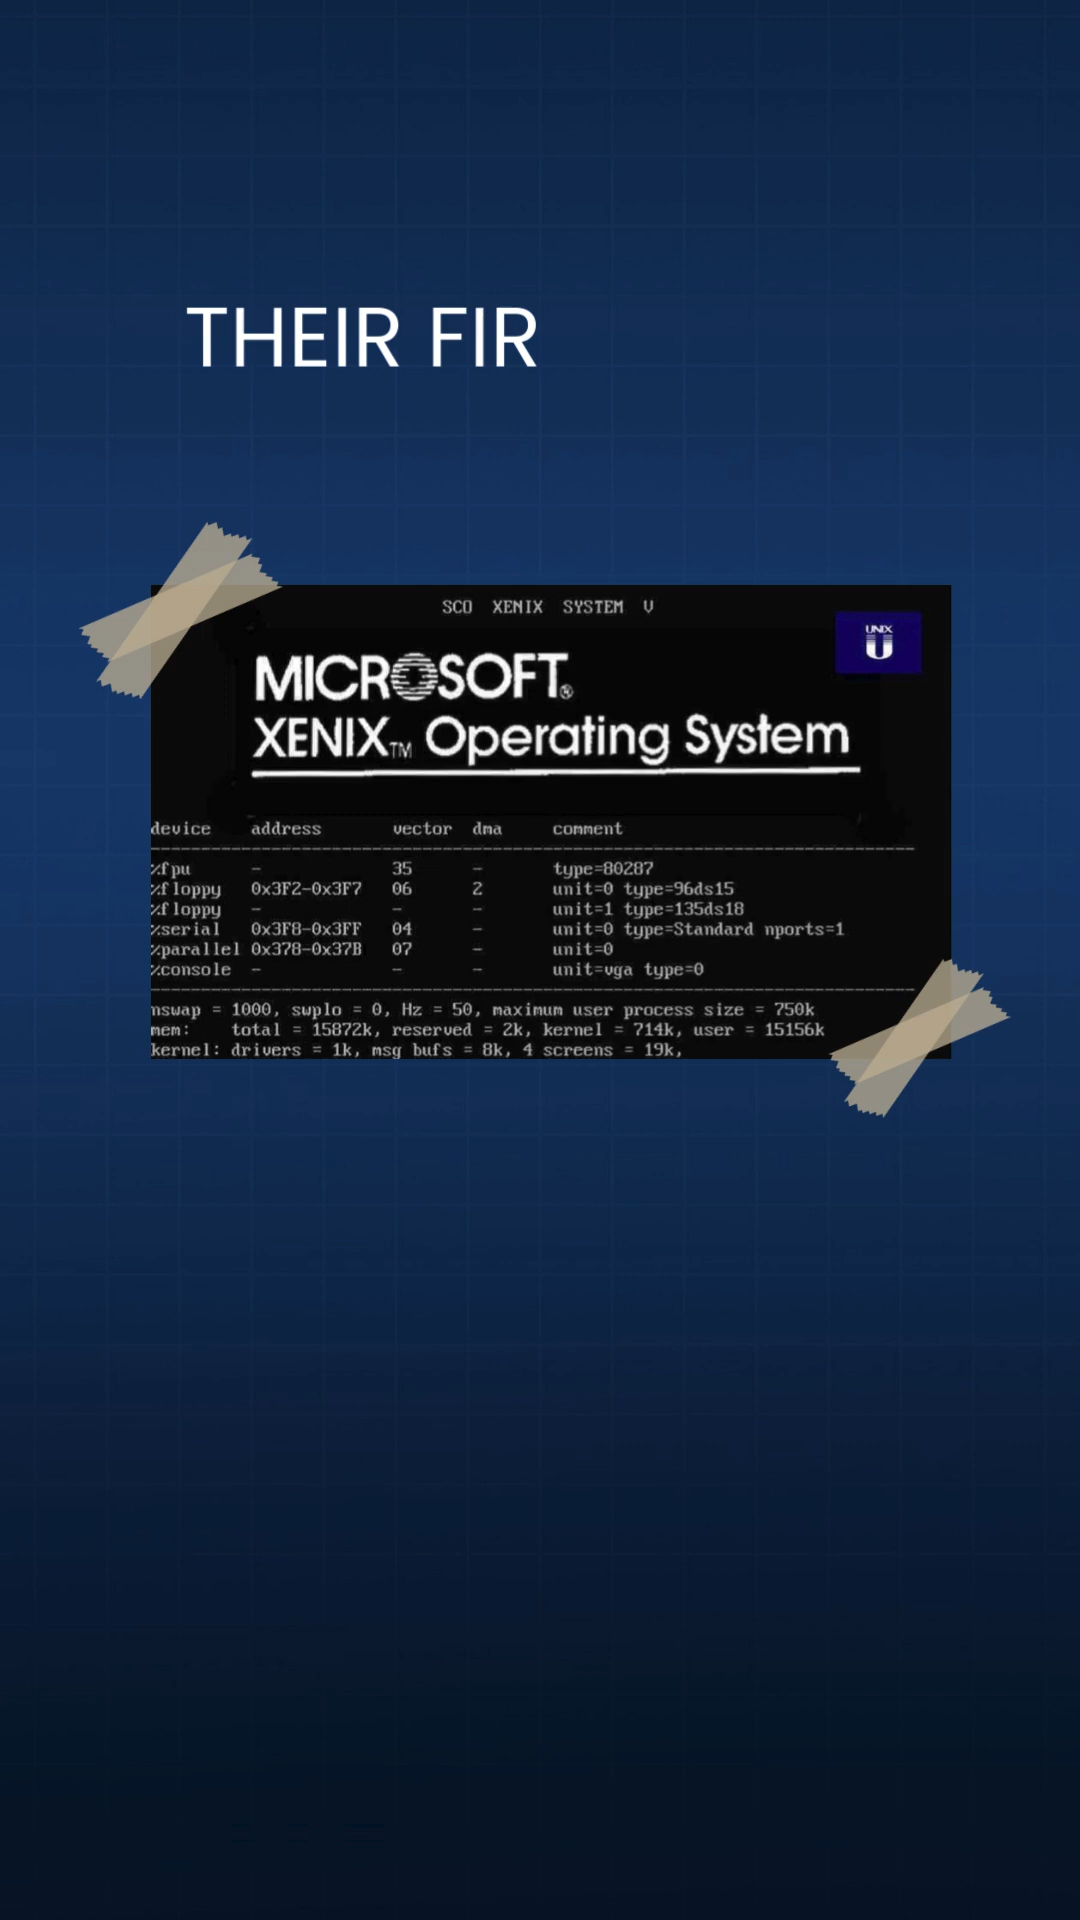 THEIR FIR
SCO XENIX SYSTEM V
UNIX
U
MICROSOFT®
XENIX™ Operating System
device address vector dma comment
--------------------------------------------------------------------------------
%fpu - 35 - type=80287
%floppy 0x3F2-0x3F7 06 2 unit=0 type=96ds15
%floppy - - - unit=1 type=135ds18
%serial 0x3F8-0x3FF 04 - unit=0 type=Standard nports=1
%parallel 0x378-0x37B 07 - unit=0
%console - - - unit=vga type=0
--------------------------------------------------------------------------------
nswap = 1000, swplo = 0, Hz = 50, maximum user process size = 750k
mem: total = 15872k, reserved = 2k, kernel = 714k, user = 15156k
kernel: drivers = 1k, msg bufs = 8k, 4 screens = 19k,